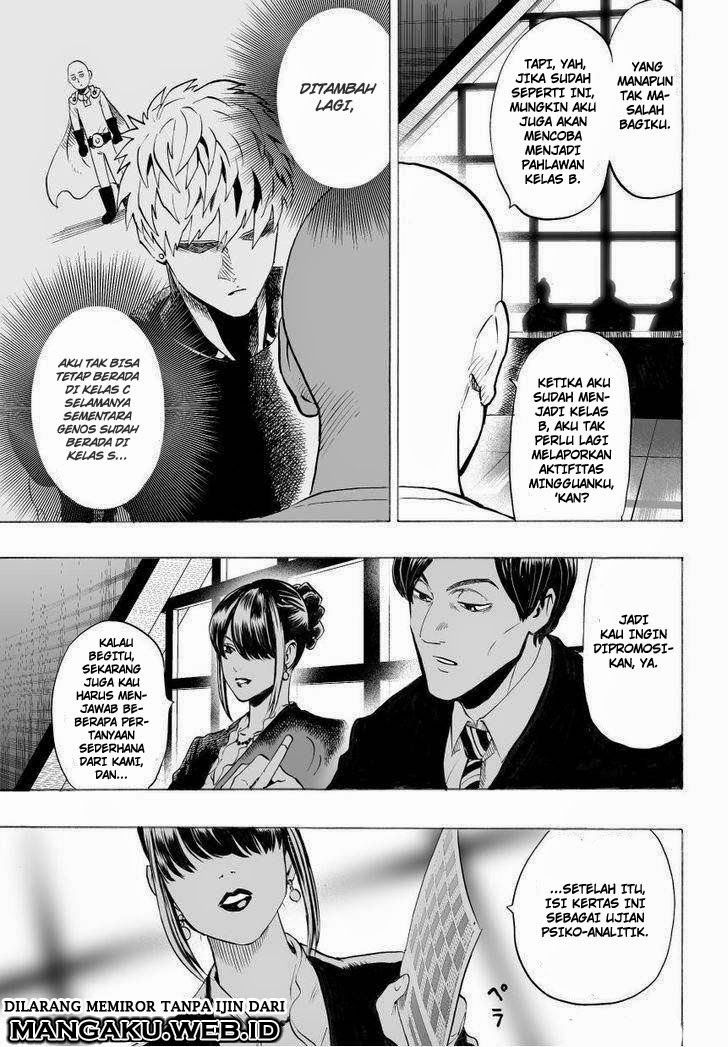 YANG
MANAPUN
TAK MA-
SALAH
BAGIKU.
TAPI, YAH,
JIKA SUDAH
SEPERTI INI,
MUNGKIN AKU
JUGA AKAN
MENCOBA
MENJADI
PAHLAWAN
KELAS B.
KETIKA AKU
SUDAH MEN-
JADI KELAS
B, AKU TAK
PERLU LAGI
MELAPORKAN
AKTIFITAS
MINGGUANKU,
'KAN?
DITAMBAH
LAGI,
AKU TAK BISA
TETAP BERADA
DI KELAS C
SELAMANYA
SEMENTARA
GENOS SUDAH
BERADA DI
KELAS S...
JADI
KAU INGIN
DIPROMOSI-
KAN, YA.
KALAU
BEGITU,
SEKARANG
JUGA KAU
HARUS MEN-
JAWAB BE-
BERAPA PER-
TANYAAN
SEDERHANA
DARI KAMI,
DAN...
...SETELAH ITU,
ISI KERTAS INI
SEBAGAI UJIAN
PSIKO-ANALITIK.
ペラ
DILARANG MEMIROR TANPA IJIN DARI
MANGAKU.WEB.ID